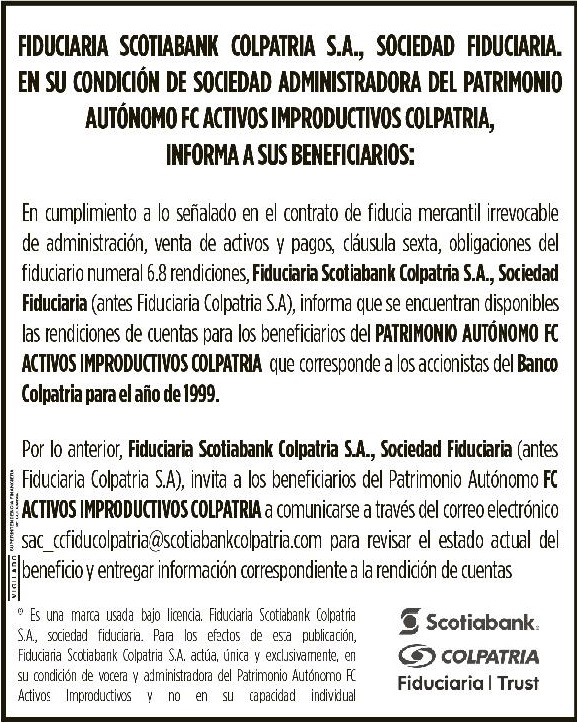 FIDUCIARIA SCOTIABANK COLPATRIA S.A., SOCIEDAD FIDUCIARIA.
EN SU CONDICIÓN DE SOCIEDAD ADMINISTRADORA DEL PATRIMONIO
AUTÓNOMO FC ACTIVOS IMPRODUCTIVOS COLPATRIA,
INFORMA A SUS BENEFICIARIOS:
En cumplimiento a lo señalado en el contrato de fiducia mercantil irrevocable
de administración, venta de activos y pagos, cláusula sexta, obligaciones del
fiduciario numeral 6.8 rendiciones, Fiduciaria Scotiabank Colpatria S.A., Sociedad
Fiduciaria (antes Fiduciaria Colpatria S.A), informa que se encuentran disponibles
las rendiciones de cuentas para los beneficiarios del PATRIMONIO AUTÓNOMO FC
ACTIVOS IMPRODUCTIVOS COLPATRIA que corresponde a los accionistas del Banco
Colpatria para el año de 1999.
Por lo anterior, Fiduciaria Scotiabank Colpatria S.A., Sociedad Fiduciaria (antes
Fiduciaria Colpatria S.A), invita a los beneficiarios del Patrimonio Autónomo FC
ACTIVOS IMPRODUCTIVOS COLPATRIA a comunicarse a través del correo electrónico
sac_ccfiducolpatria@scotiabankcolpatria.com para revisar el estado actual del
beneficio y entregar información correspondiente a la rendición de cuentas
VIGILADO SUPERINTENDENCIA FINANCIERA
® Es una marca usada bajo licencia. Fiduciaria Scotiabank Colpatria
S.A., sociedad fiduciaria. Para los efectos de esta publicación,
Fiduciaria Scotiabank Colpatria S.A. actúa, única y exclusivamente, en
su condición de vocera y administradora del Patrimonio Autónomo FC
Activos Improductivos y no en su capacidad individual
Scotiabank
COLPATRIA
Fiduciaria | Trust